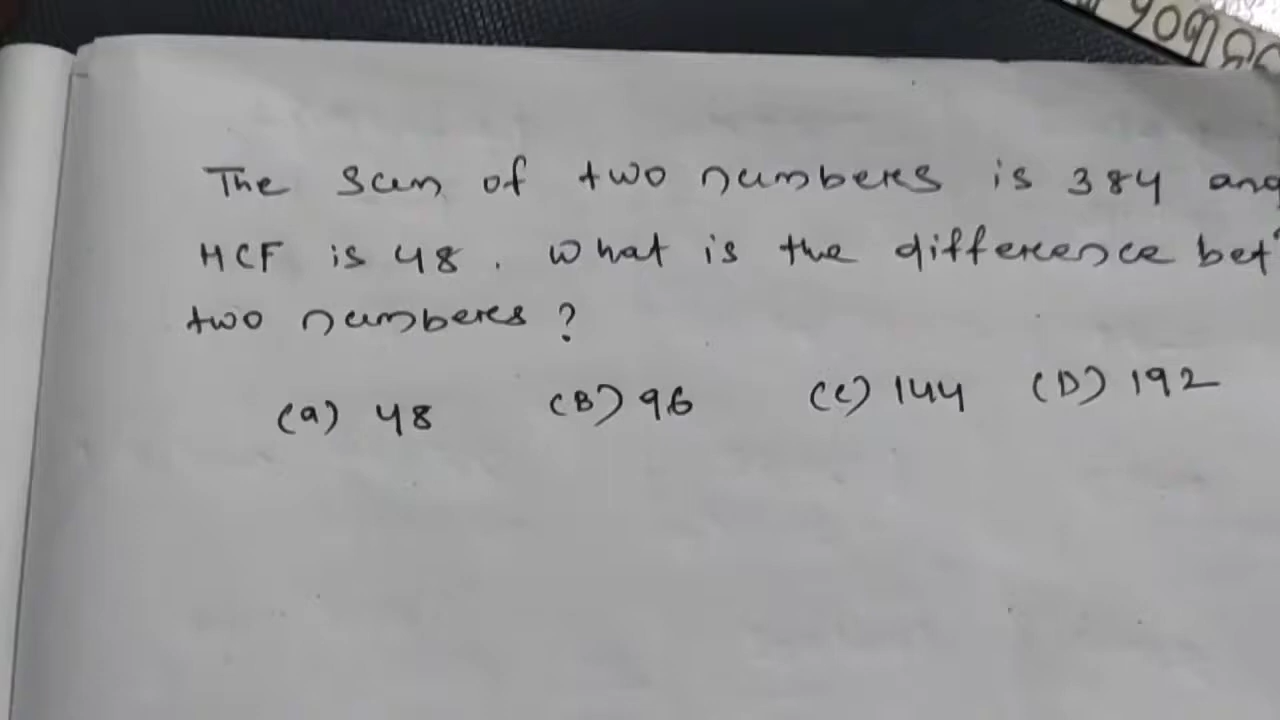 The sum of two numbers is 384 and
HCF is 48. What is the difference bet^n
two numbers?
(a) 48 (B) 96 (C) 144 (D) 192